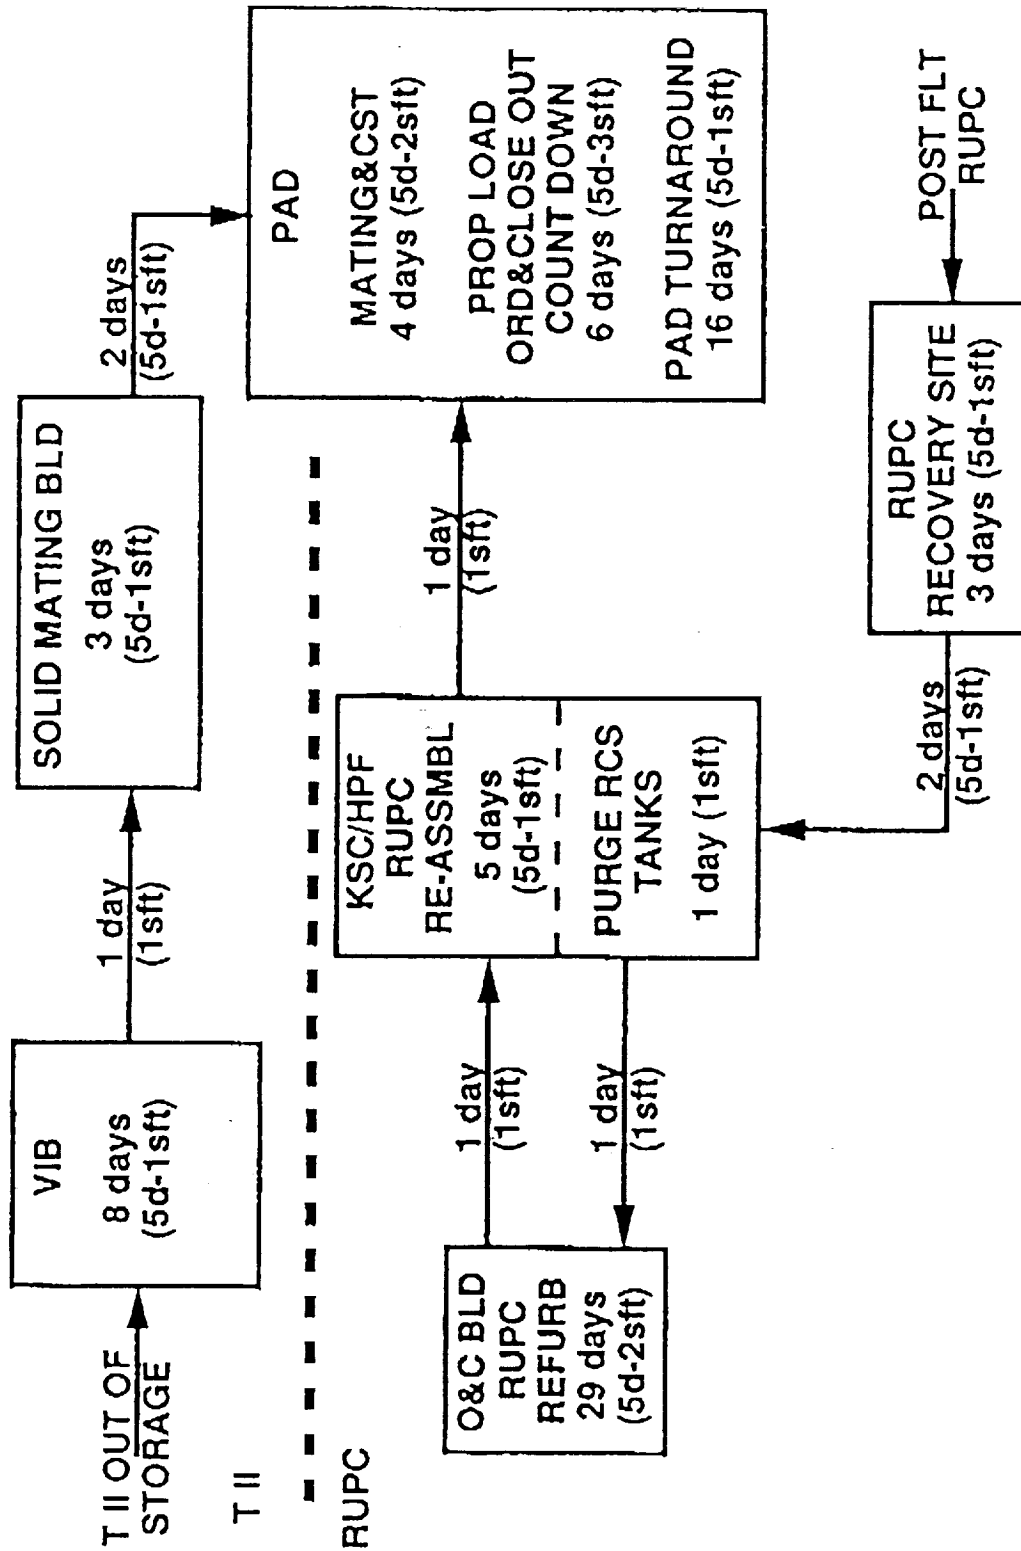 T II OUT OF
STORAGE
VIB
8 days
(5d-1sft)
1 day
(1sft)
SOLID MATING BLD
3 days
(5d-1sft)
2 days
(5d-1sft)
T II
RUPC
PAD
MATING&CST
4 days (5d-2sft)
PROP LOAD
ORD&CLOSE OUT
COUNT DOWN
6 days (5d-3sft)
PAD TURNAROUND
16 days (5d-1sft)
O&C BLD
RUPC
REFURB
29 days
(5d-2sft)
1 day
(1sft)
1 day
(1sft)
KSC/HPF
RUPC
RE-ASSMBL
5 days
(5d-1sft)
PURGE RCS
TANKS
1 day (1sft)
1 day
(1sft)
2 days
(5d-1sft)
RUPC
RECOVERY SITE
3 days (5d-1sft)
POST FLT
RUPC